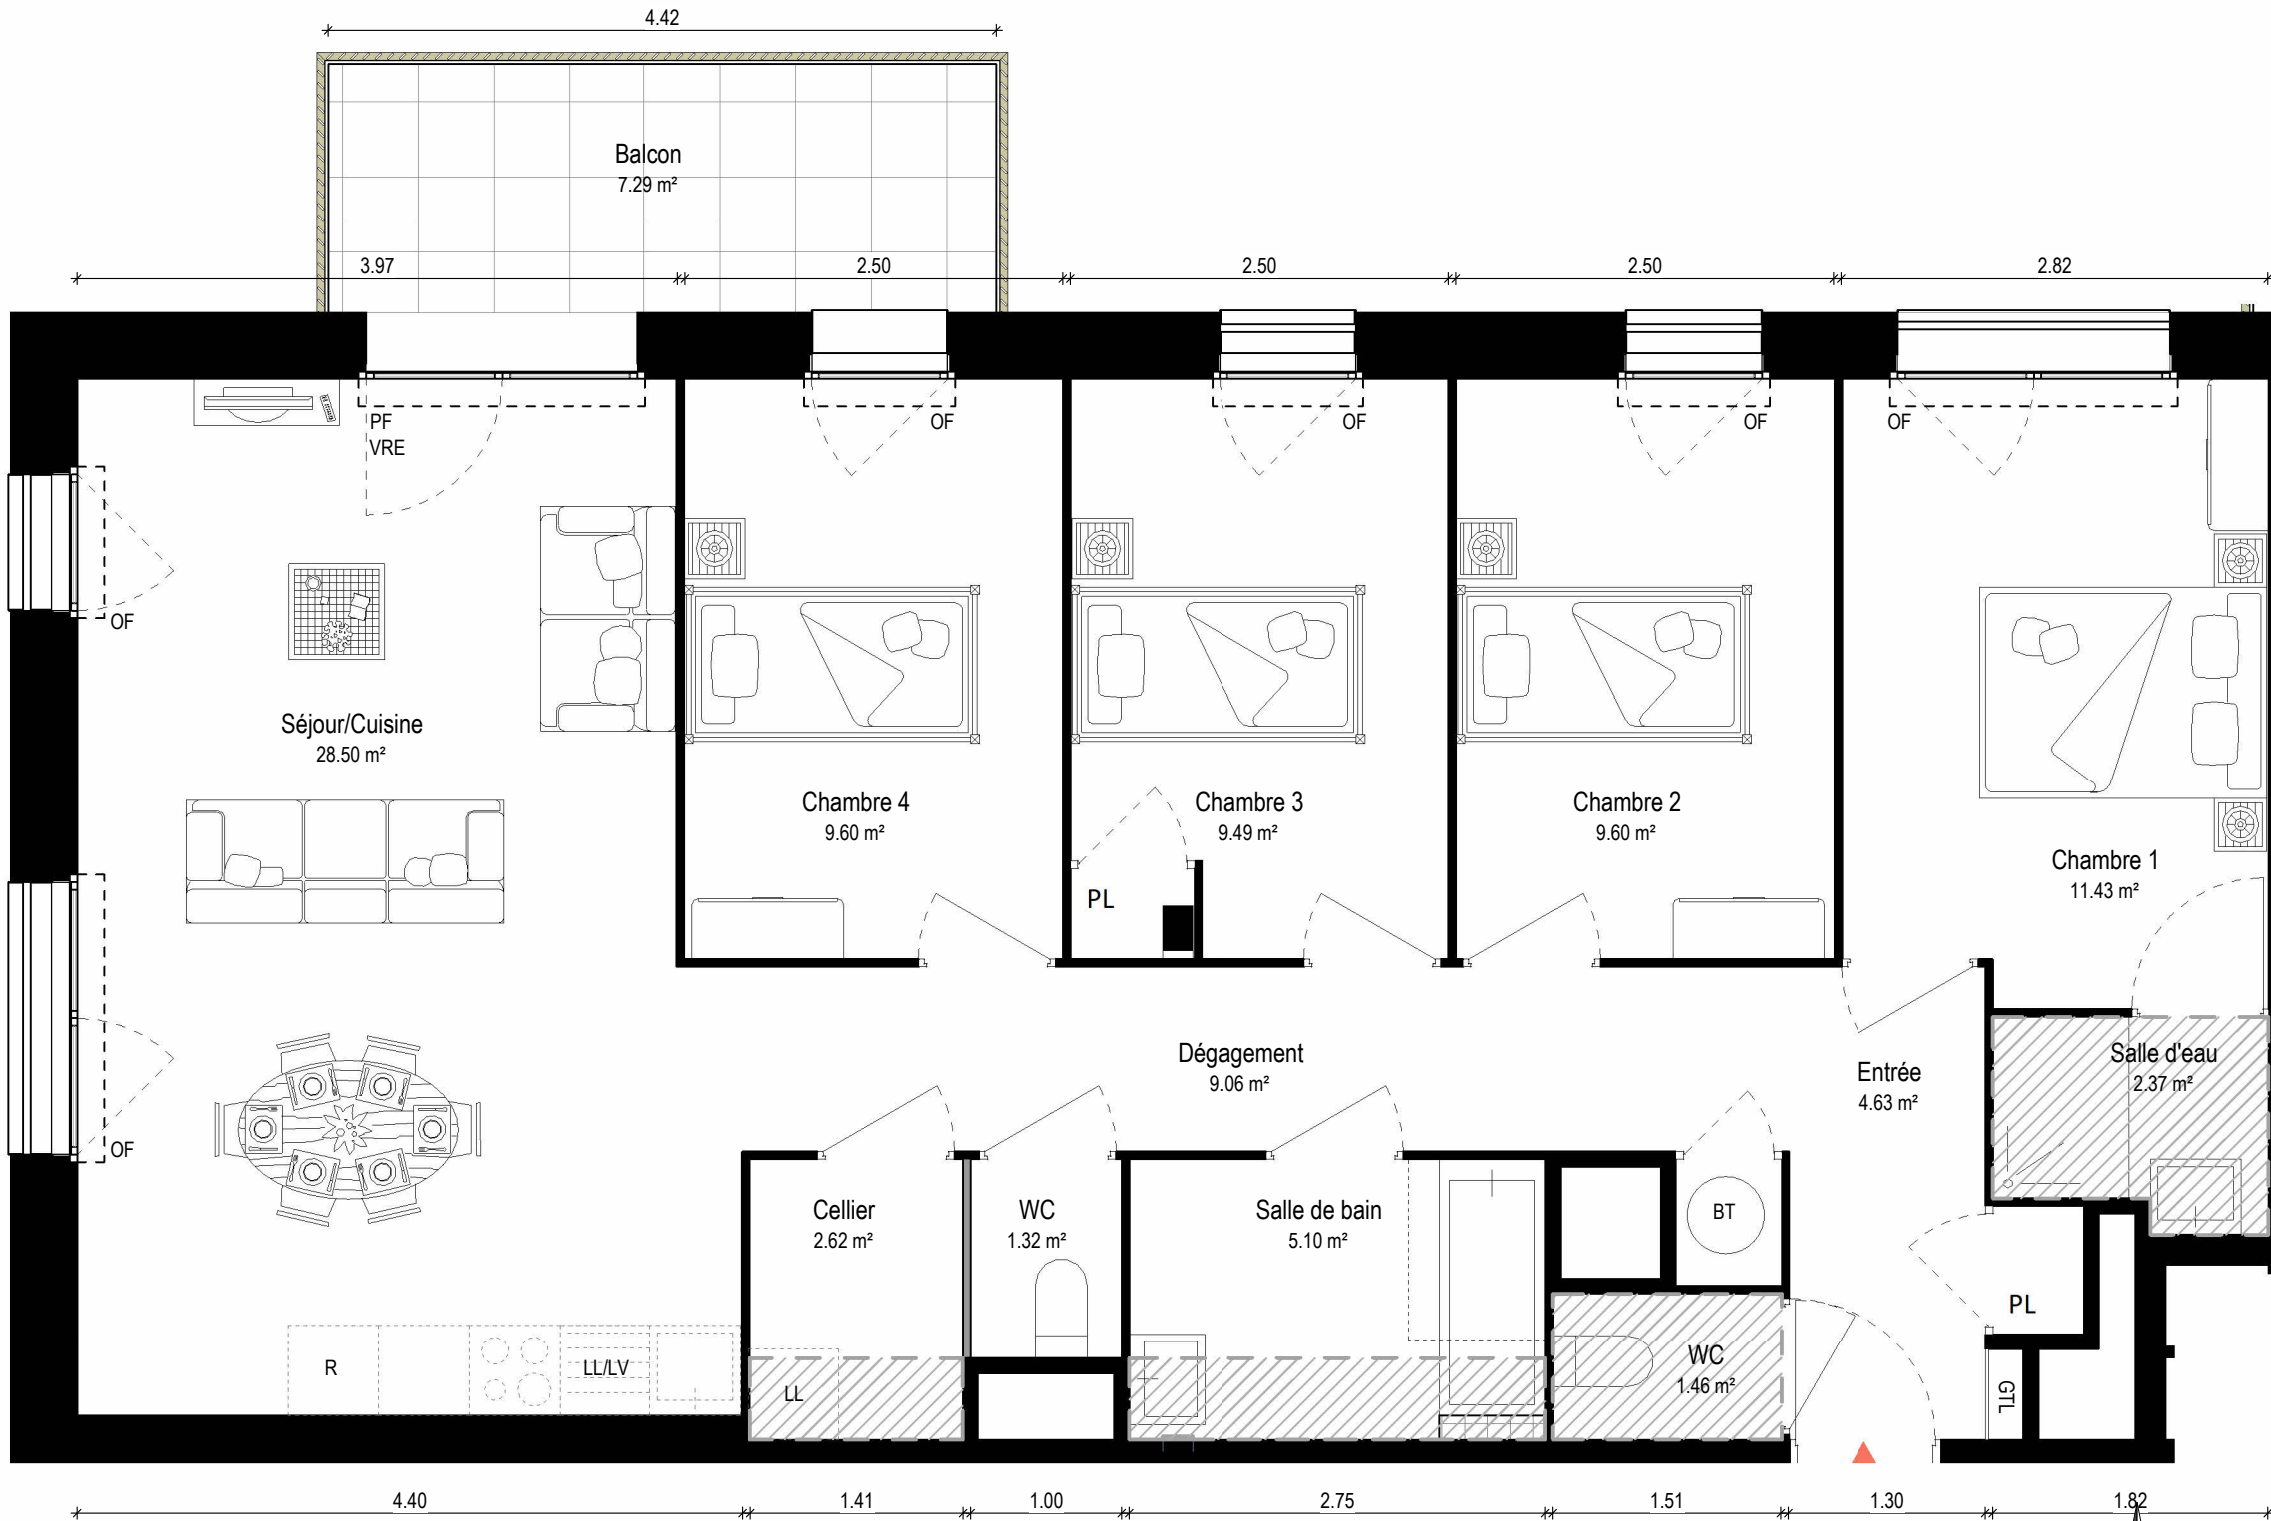 4.42
Balcon
7.29 m²
3.97
2.50
2.50
2.50
2.82
PF
VRE
OF
OF
OF
OF
OF
Séjour/Cuisine
28.50 m²
Chambre 4
9.60 m²
Chambre 3
9.49 m²
Chambre 2
9.60 m²
Chambre 1
11.43 m²
PL
Dégagement
9.06 m²
Entrée
4.63 m²
Salle d'eau
2.37 m²
OF
Cellier
2.62 m²
WC
1.32 m²
Salle de bain
5.10 m²
BT
PL
R
LL/LV
LL
WC
1.46 m²
GTL
4.40
1.41
1.00
2.75
1.51
1.30
1.82